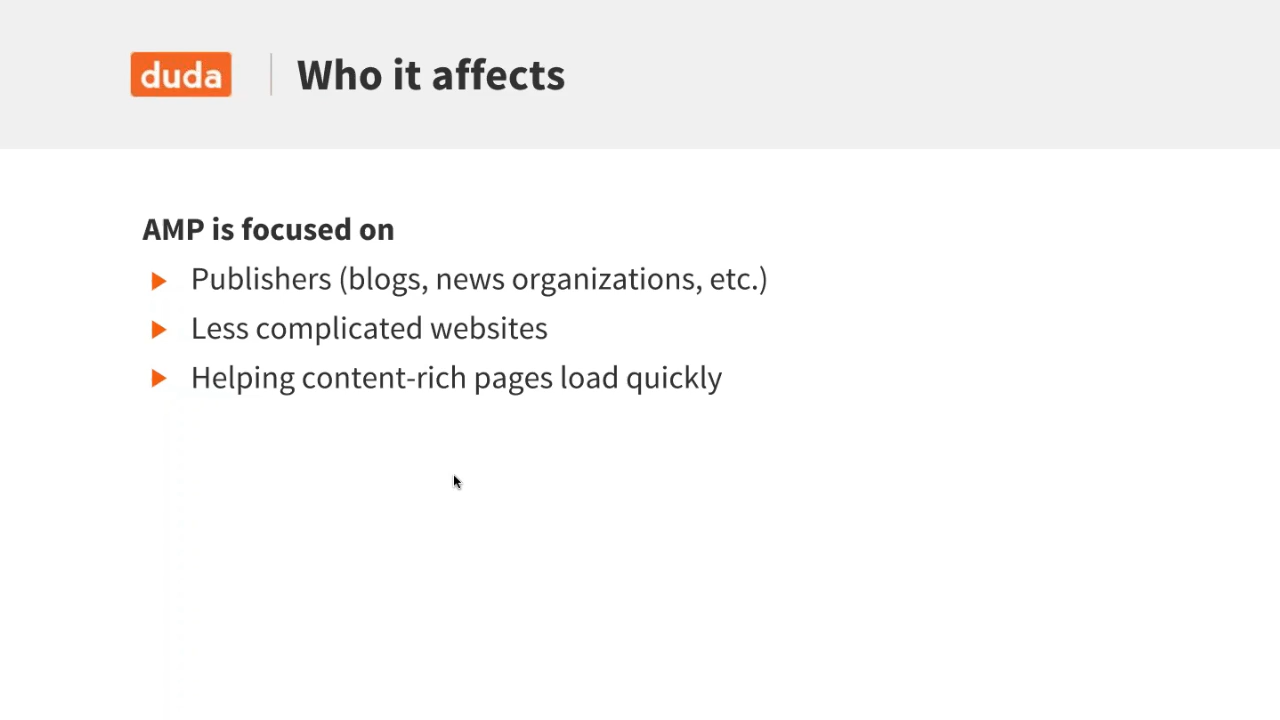 duda
Who it affects
AMP is focused on
Publishers (blogs, news organizations, etc.)
Less complicated websites
Helping content-rich pages load quickly